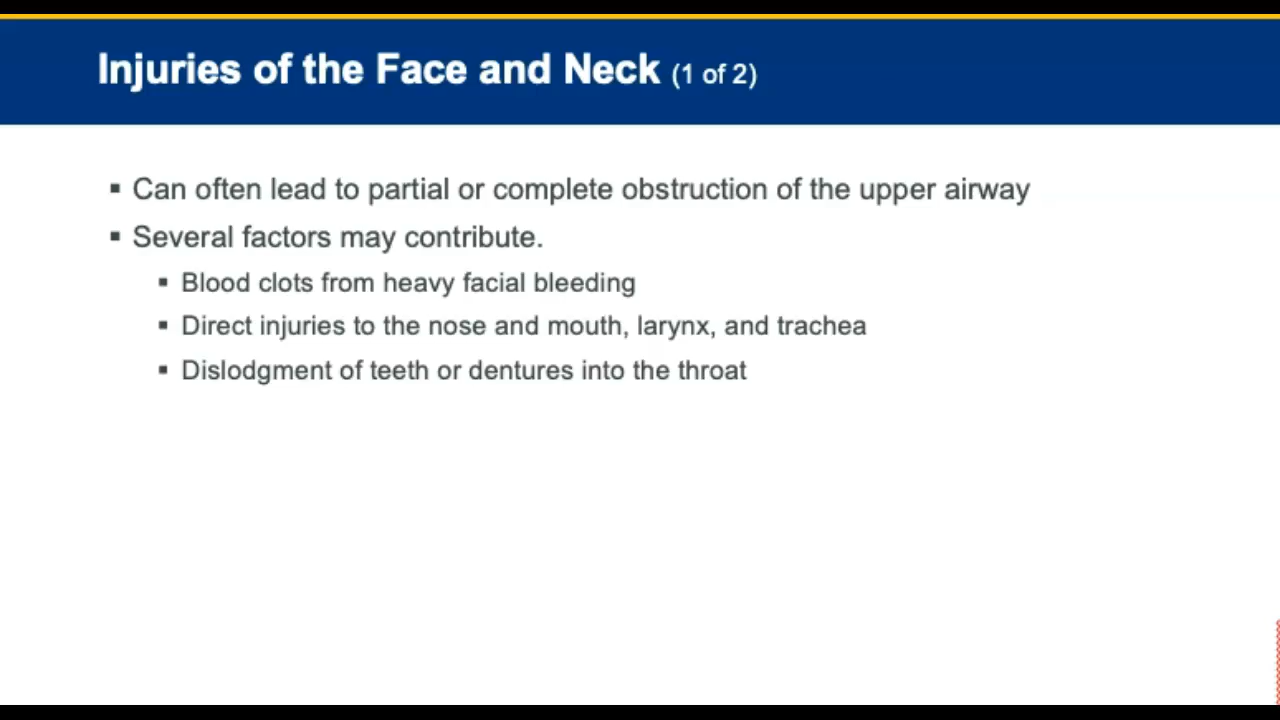 Injuries of the Face and Neck (1 of 2)
▪ Can often lead to partial or complete obstruction of the upper airway
▪ Several factors may contribute.
▪ Blood clots from heavy facial bleeding
▪ Direct injuries to the nose and mouth, larynx, and trachea
▪ Dislodgment of teeth or dentures into the throat